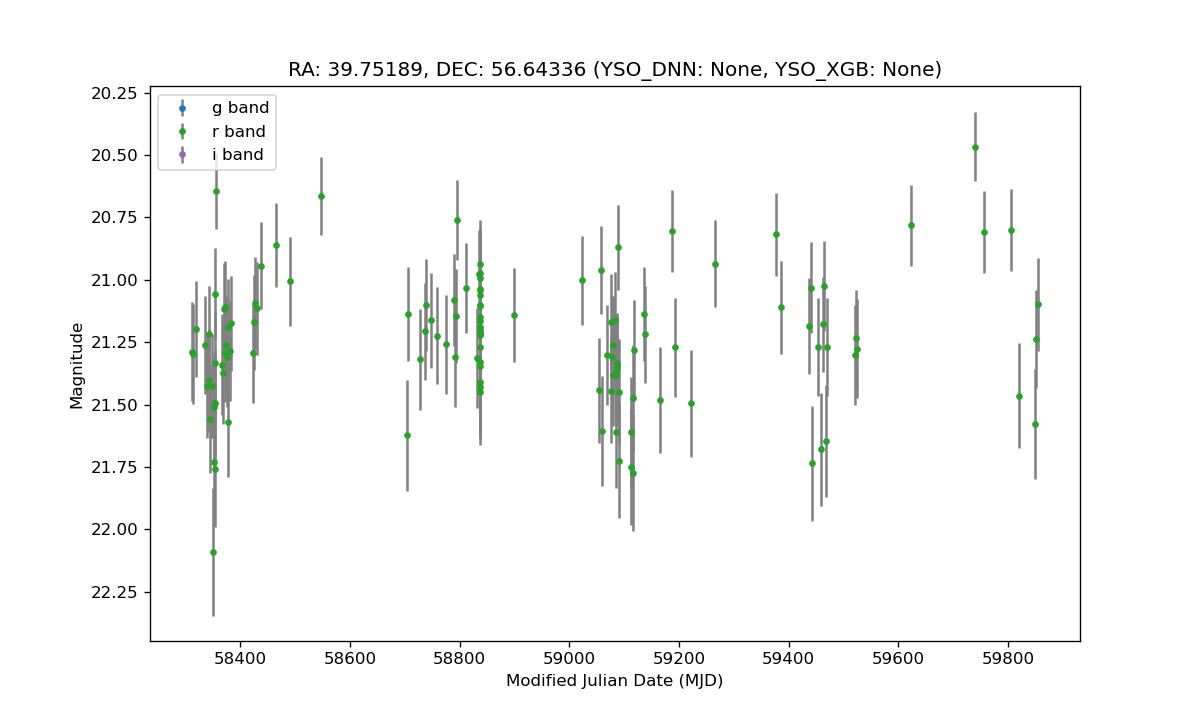 RA: 39.75189, DEC: 56.64336 (YSO_DNN: None, YSO_XGB: None)
g band
r band
i band
20.25
20.50
20.75
21.00
21.25
21.50
21.75
22.00
22.25
Magnitude
58400 58600 58800 59000 59200 59400 59600 59800
Modified Julian Date (MJD)